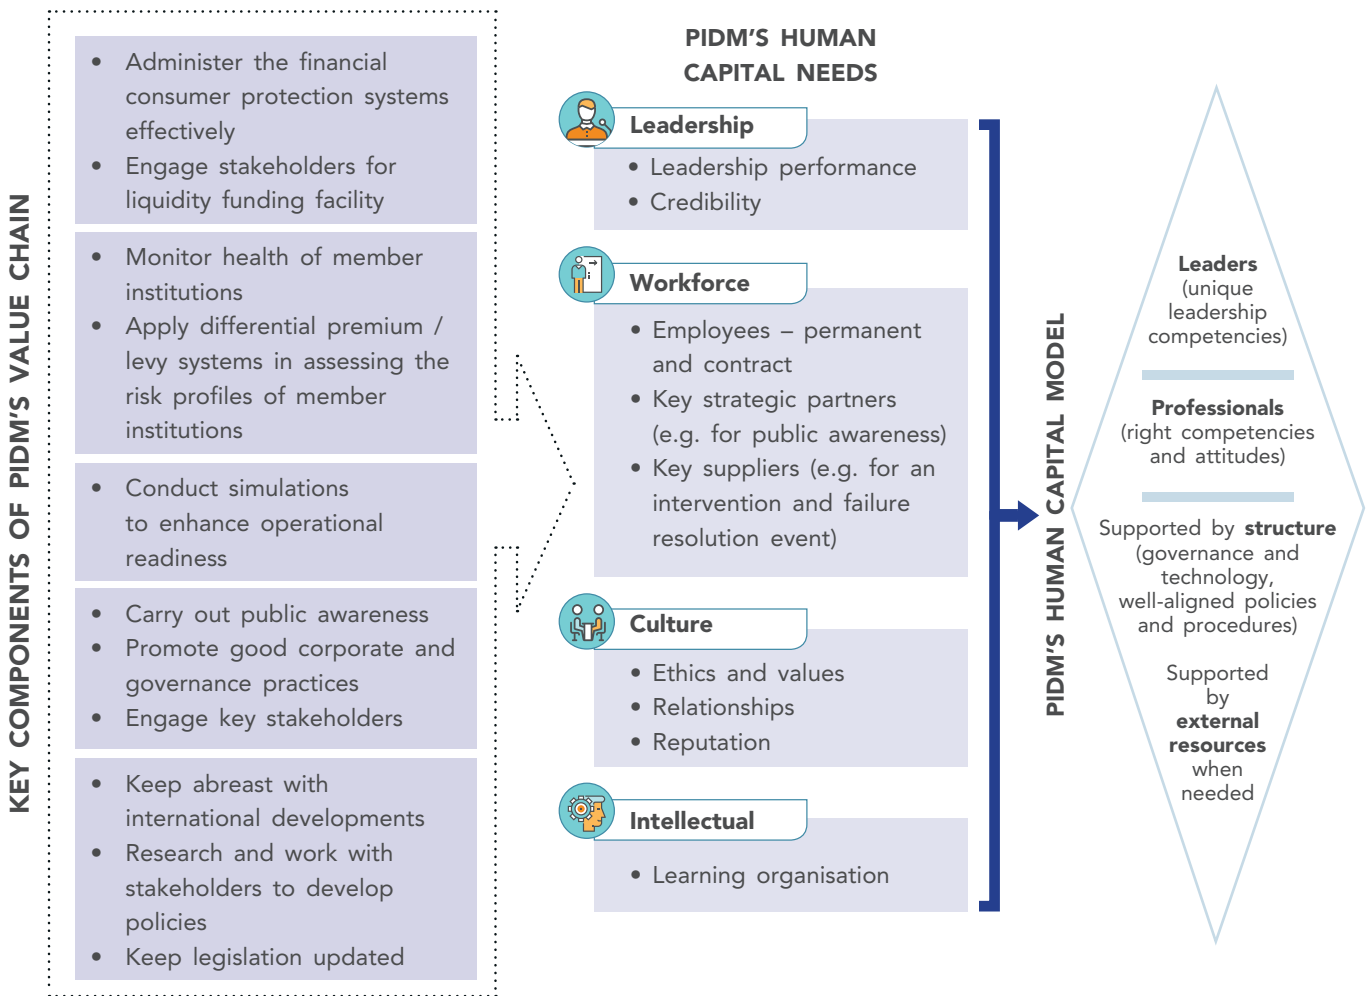 KEY COMPONENTS OF PIDM'S VALUE CHAIN
• Administer the financial
consumer protection systems
effectively
• Engage stakeholders for
liquidity funding facility
• Monitor health of member
institutions
• Apply differential premium /
levy systems in assessing the
risk profiles of member
institutions
• Conduct simulations
to enhance operational
readiness
• Carry out public awareness
• Promote good corporate and
governance practices
• Engage key stakeholders
• Keep abreast with
international developments
• Research and work with
stakeholders to develop
policies
• Keep legislation updated
PIDM'S HUMAN
CAPITAL NEEDS
Leadership
• Leadership performance
• Credibility
Workforce
• Employees – permanent
and contract
• Key strategic partners
(e.g. for public awareness)
• Key suppliers (e.g. for an
intervention and failure
resolution event)
Culture
• Ethics and values
• Relationships
• Reputation
Intellectual
• Learning organisation
PIDM'S HUMAN CAPITAL MODEL
Leaders
(unique
leadership
competencies)
Professionals
(right competencies
and attitudes)
Supported by structure
(governance and
technology,
well-aligned policies
and procedures)
Supported
by
external
resources
when
needed